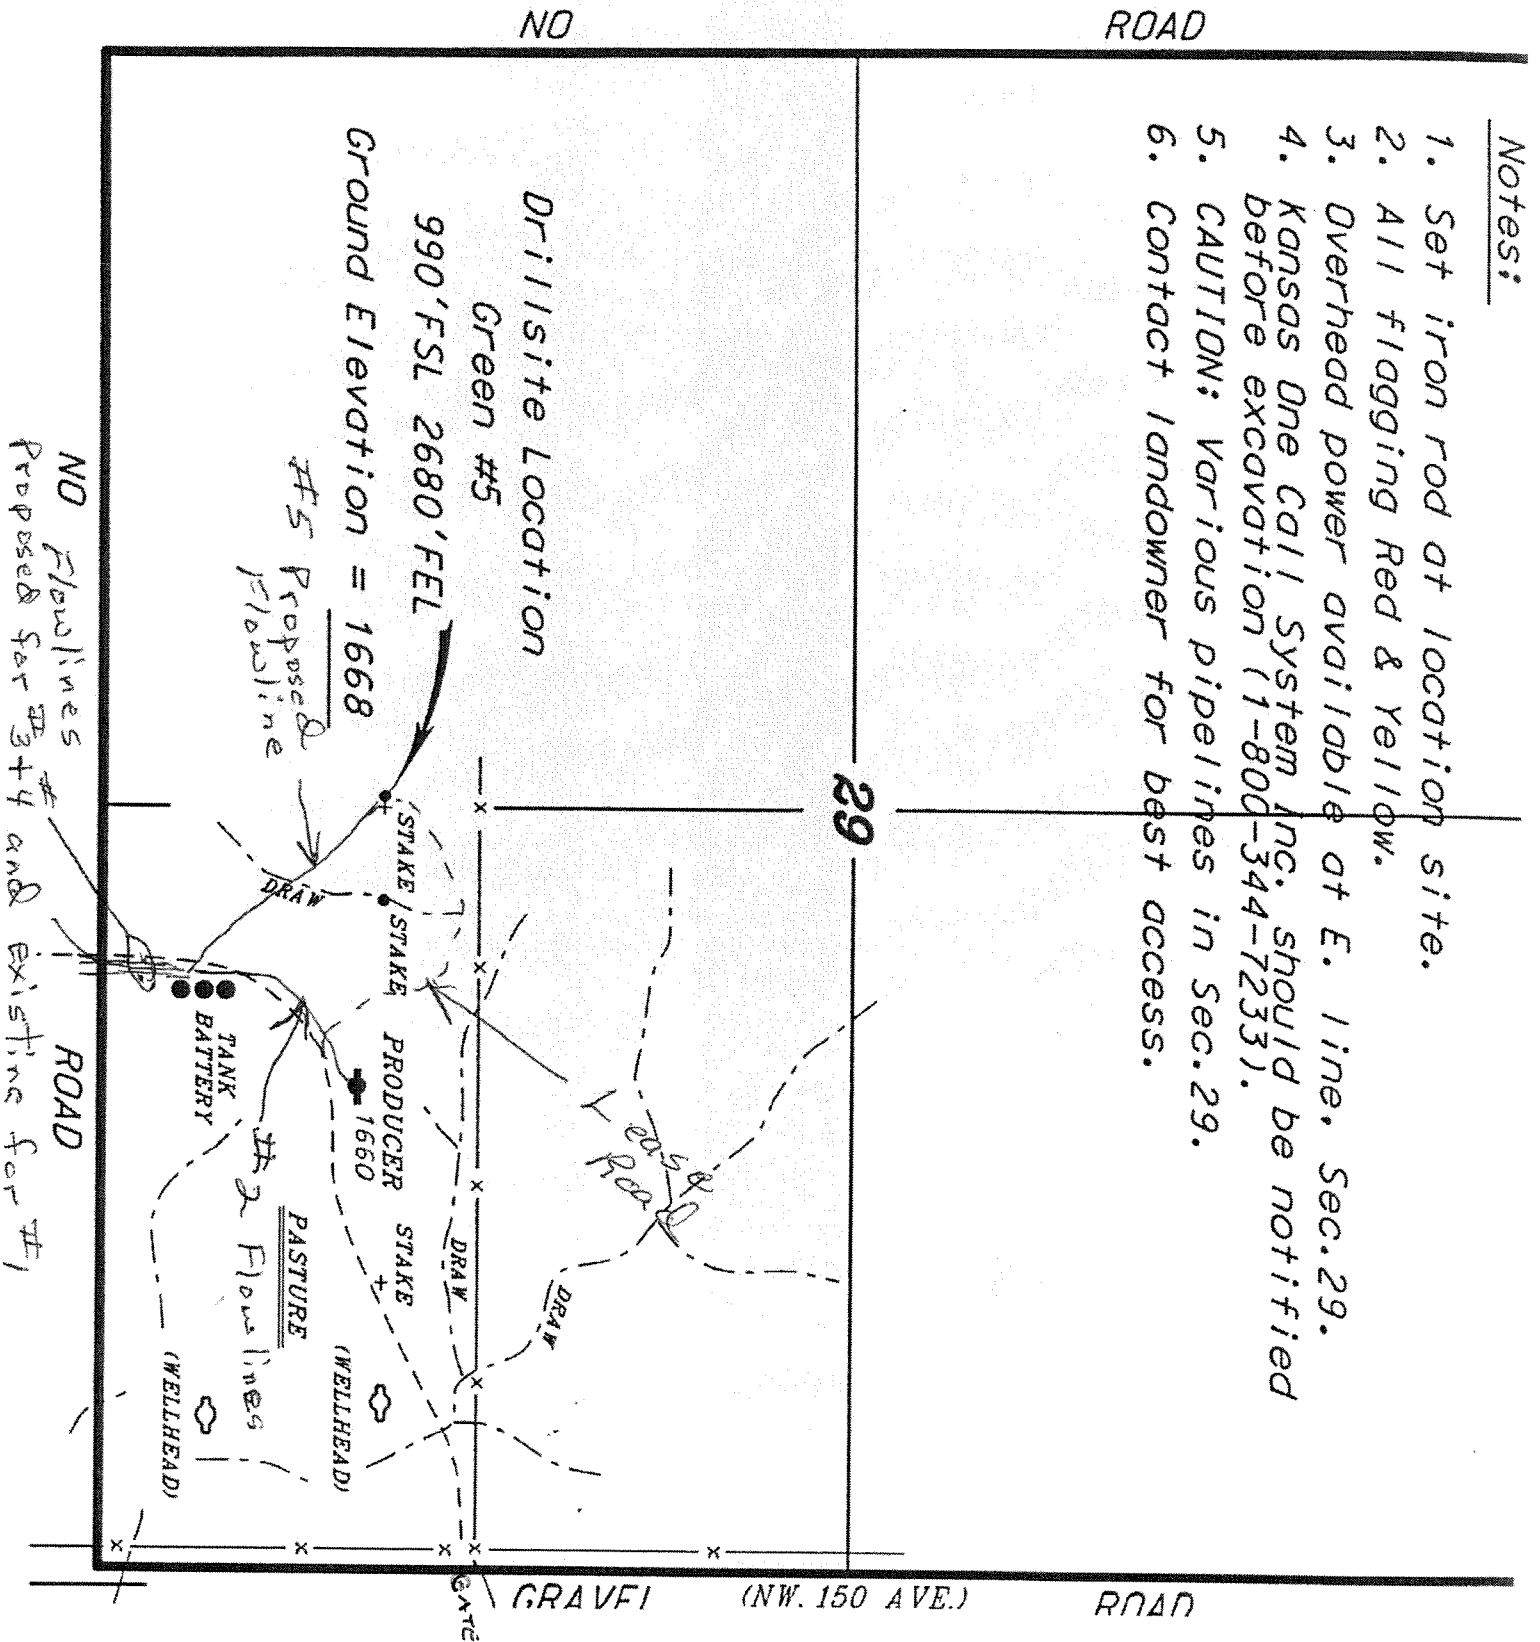 Notes:
1. Set iron rod at location site.
2. All flagging Red & Yellow.
3. Overhead power available at E. line, Sec.29.
4. Kansas One Call System Inc. should be notified
before excavation (1-800-344-7233).
5. CAUTION: Various pipelines in Sec.29.
6. Contact landowner for best access.
NO
ROAD
29
Drillsite Location
Green #5
990'FSL 2680'FEL
Ground Elevation = 1668
#5 Proposed
Flowline
(STAKE)
STAKE
DRAW
Lease
Road
DRAW
DRAW
PRODUCER
1660
STAKE
TANK
BATTERY
#2 Flowlines
PASTURE
(WELLHEAD)
(WELLHEAD)
GATE
GRAVEL
(NW. 150 AVE.)
ROAD
NO
ROAD
Flowlines
Proposed for #3+#4 and Existing for #1